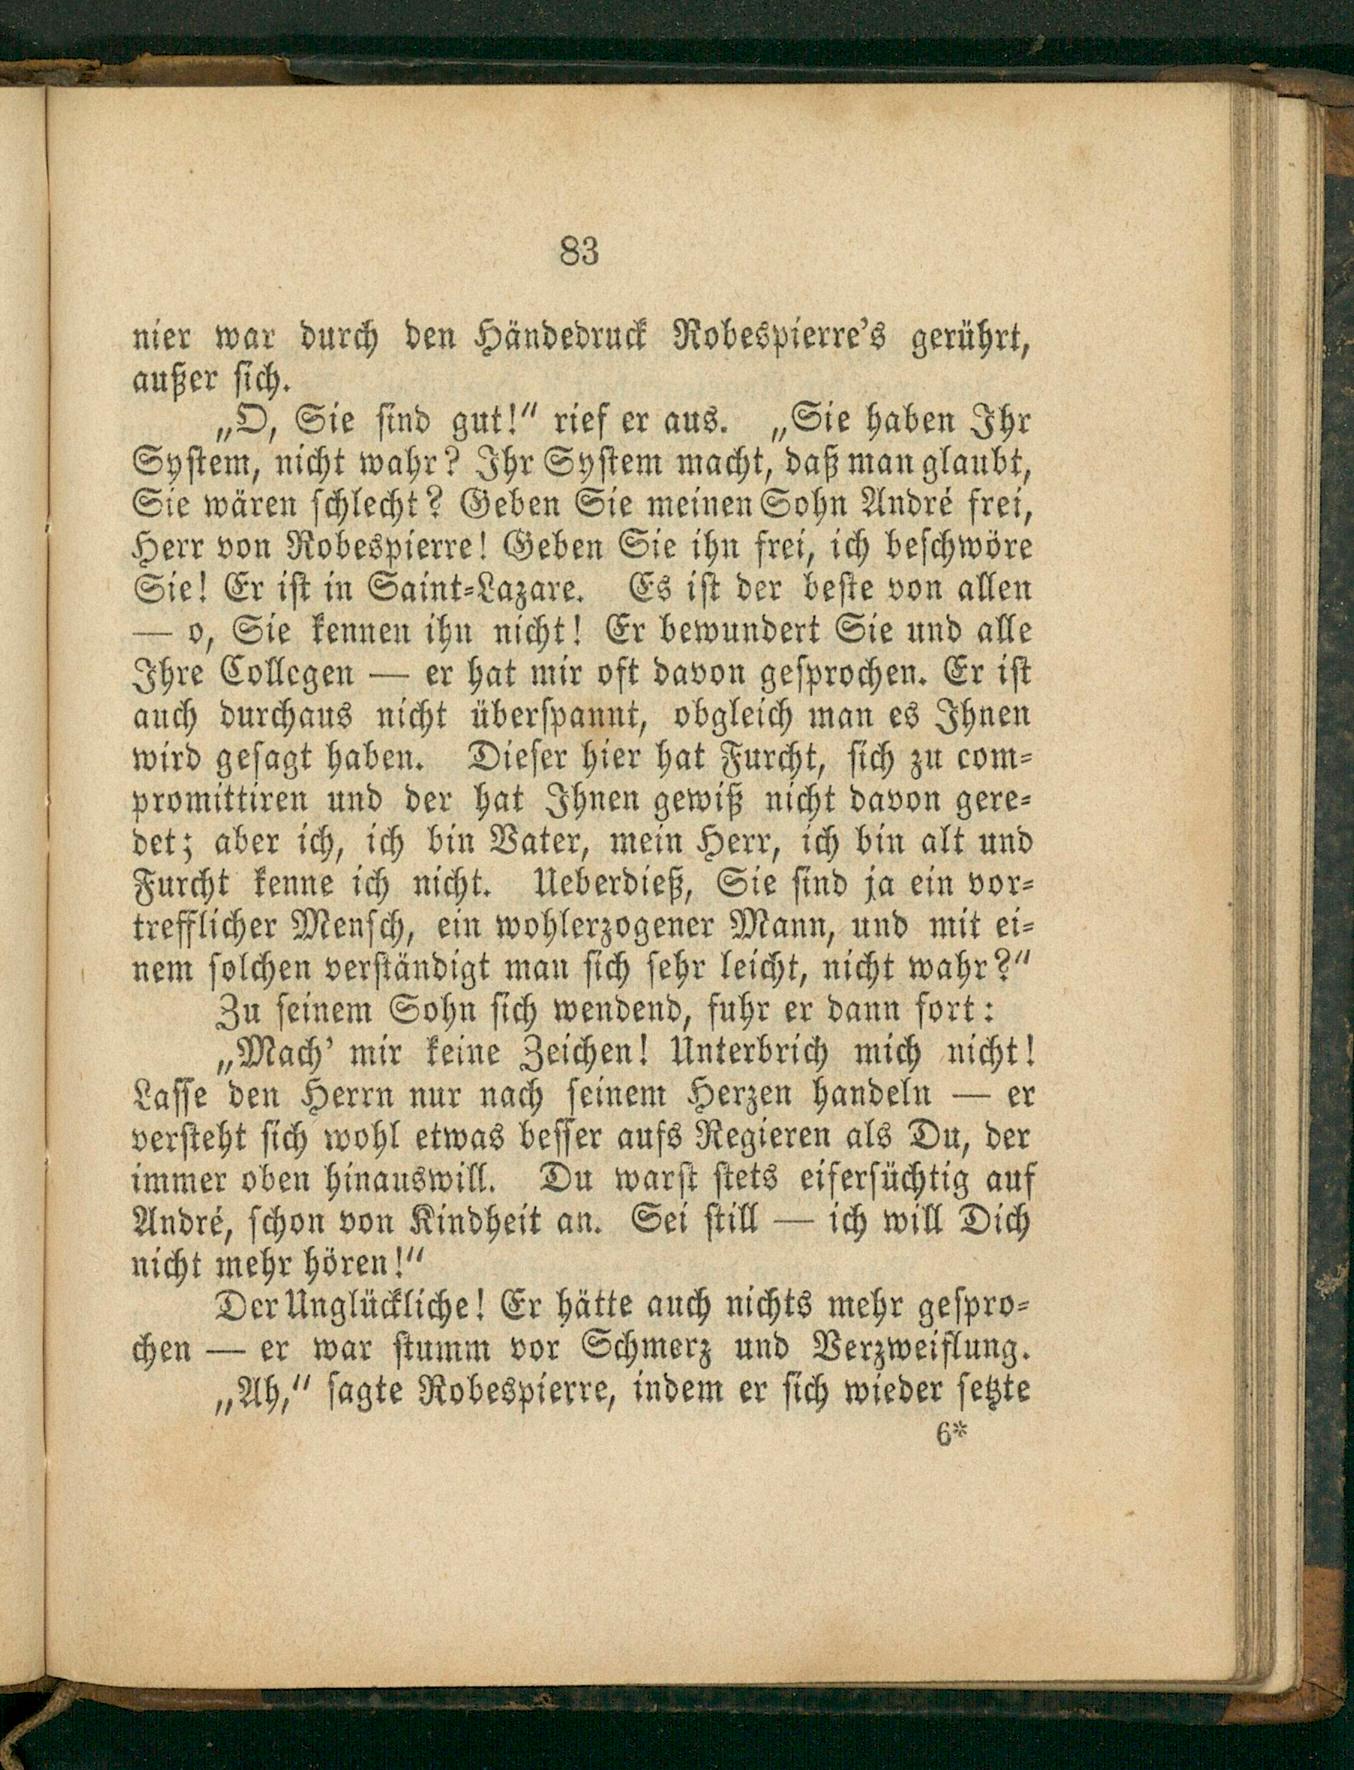 83
nier war durch den Händedruck Robespierre's gerührt,
außer sich.
„O, Sie sind gut!“ rief er aus. „Sie haben Ihr
System, nicht wahr? Ihr System macht, daß man glaubt,
Sie wären schlecht? Geben Sie meinen Sohn André frei,
Herr von Robespierre! Geben Sie ihn frei, ich beschwöre
Sie! Er ist in Saint-Lazare. Es ist der beste von allen
— o, Sie kennen ihn nicht! Er bewundert Sie und alle
Ihre Collegen — er hat mir oft davon gesprochen. Er ist
auch durchaus nicht überspannt, obgleich man es Ihnen
wird gesagt haben. Dieser hier hat Furcht, sich zu com-
promittiren und der hat Ihnen gewiß nicht davon gere-
det; aber ich, ich bin Vater, mein Herr, ich bin alt und
Furcht kenne ich nicht. Ueberdieß, Sie sind ja ein vor-
trefflicher Mensch, ein wohlerzogener Mann, und mit ei-
nem solchen verständigt man sich sehr leicht, nicht wahr?“
Zu seinem Sohn sich wendend, fuhr er dann fort:
„Mach' mir keine Zeichen! Unterbrich mich nicht!
Lasse den Herrn nur nach seinem Herzen handeln — er
versteht sich wohl etwas besser aufs Regieren als Du, der
immer oben hinauswill. Du warst stets eifersüchtig auf
André, schon von Kindheit an. Sei still — ich will Dich
nicht mehr hören!“
Der Unglückliche! Er hätte auch nichts mehr gespro-
chen — er war stumm vor Schmerz und Verzweiflung.
„Ah,“ sagte Robespierre, indem er sich wieder setzte
6*